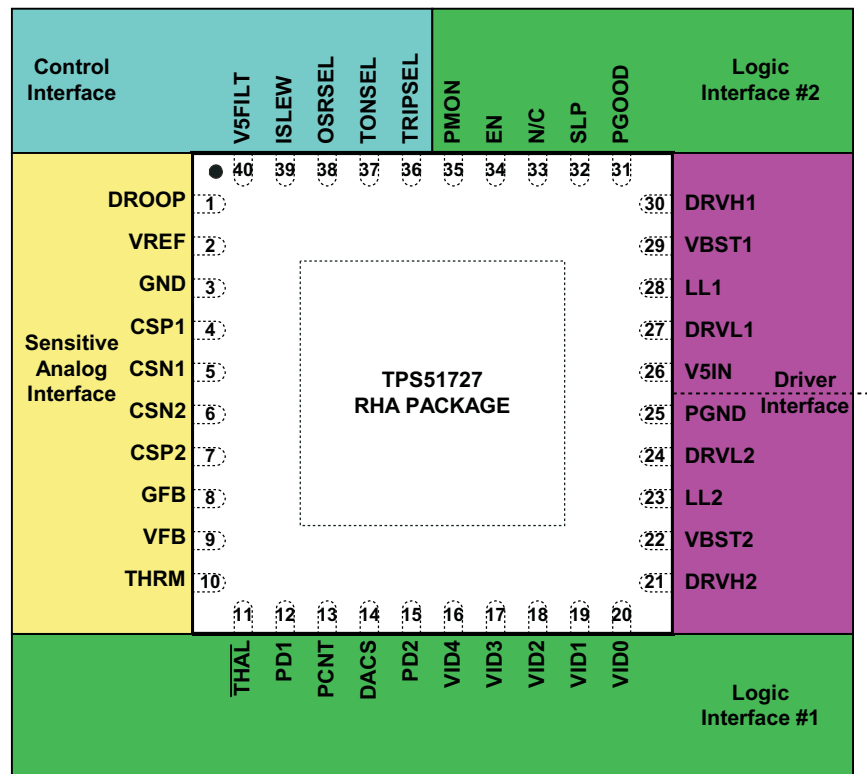 Control
Interface
V5FILT
ISLEW
OSRSEL
TONSEL
TRIPSEL
PMON
EN
N/C
SLP
PGOOD
Logic
Interface #2
40
39
38
37
36
35
34
33
32
31
DROOP 1
VREF 2
GND 3
CSP1 4
CSN1 5
CSN2 6
CSP2 7
GFB 8
VFB 9
THRM 10
Sensitive
Analog
Interface
TPS51727
RHA PACKAGE
30 DRVH1
29 VBST1
28 LL1
27 DRVL1
26 V5IN
25 PGND
24 DRVL2
23 LL2
22 VBST2
21 DRVH2
Driver
Interface
11
12
13
14
15
16
17
18
19
20
THAL
PD1
PCNT
DACS
PD2
VID4
VID3
VID2
VID1
VID0
Logic
Interface #1